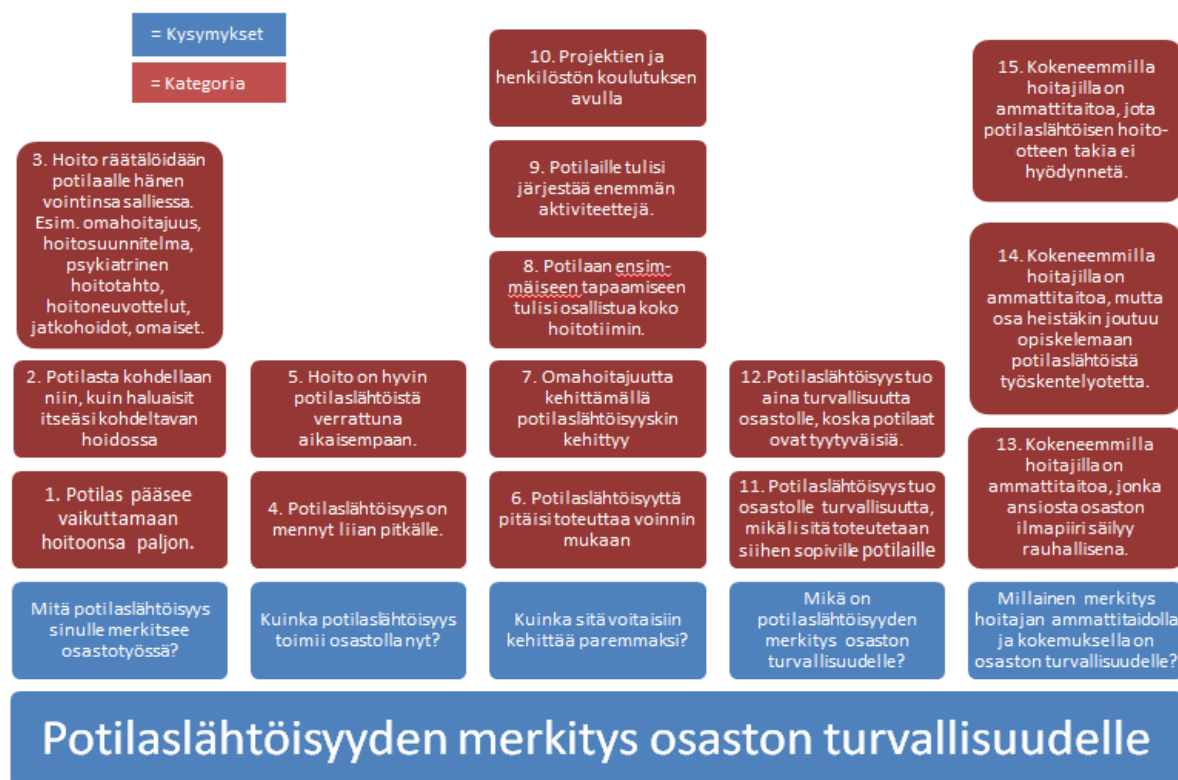 = Kysymykset
= Kategoria
3. Hoito räätälöidään
potilaalle hänen
vointinsa salliessa.
Esim. omahoitajuus,
hoitosuunnitelma,
psykiatrinen
hoitotahto,
hoitoneuvottelut,
jatkohoidot, omaiset.
2. Potilasta kohdellaan
niin, kuin haluaisit
itseäsi kohdeltavan
hoidossa
1. Potilas pääsee
vaikuttamaan
hoitoonsa paljon.
Mitä potilaslähtöisyys
sinulle merkitsee
osastotyössä?
5. Hoito on hyvin
potilaslähtöistä
verrattuna
aikaisempaan.
4. Potilaslähtöisyys on
mennyt liian pitkälle.
Kuinka potilaslähtöisyys
toimii osastolla nyt?
10. Projektien ja
henkilöstön koulutuksen
avulla
9. Potilaille tulisi
järjestää enemmän
aktiviteettejä.
8. Potilaan ensim-
mäiseen tapaamiseen
tulisi osallistua koko
hoitotiimin.
7. Omahoitajuutta
kehittämällä
potilaslähtöisyyskin
kehittyy
6. Potilaslähtöisyyttä
pitäisi toteuttaa voinnin
mukaan
Kuinka sitä voitaisiin
kehittää paremmaksi?
12.Potilaslähtöisyys tuo
aina turvallisuutta
osastolle, koska potilaat
ovat tyytyväisiä.
11. Potilaslähtöisyys tuo
osastolle turvallisuutta,
mikäli sitä toteutetaan
siihen sopiville potilaille
Mikä on
potilaslähtöisyyden
merkitys osaston
turvallisuudelle?
15. Kokeneemmilla
hoitajilla on
ammattitaitoa, jota
potilaslähtöisen hoito-
otteen takia ei
hyödynnetä.
14. Kokeneemmilla
hoitajilla on
ammattitaitoa, mutta
osa heistäkin joutuu
opiskelemaan
potilaslähtöistä
työskentelyotetta.
13. Kokeneemmilla
hoitajilla on
ammattitaitoa, jonka
ansiosta osaston
ilmapiiri säilyy
rauhallisena.
Millainen merkitys
hoitajan ammattitaidolla
ja kokemuksella on
osaston turvallisuudelle?
Potilaslähtöisyyden merkitys osaston turvallisuudelle